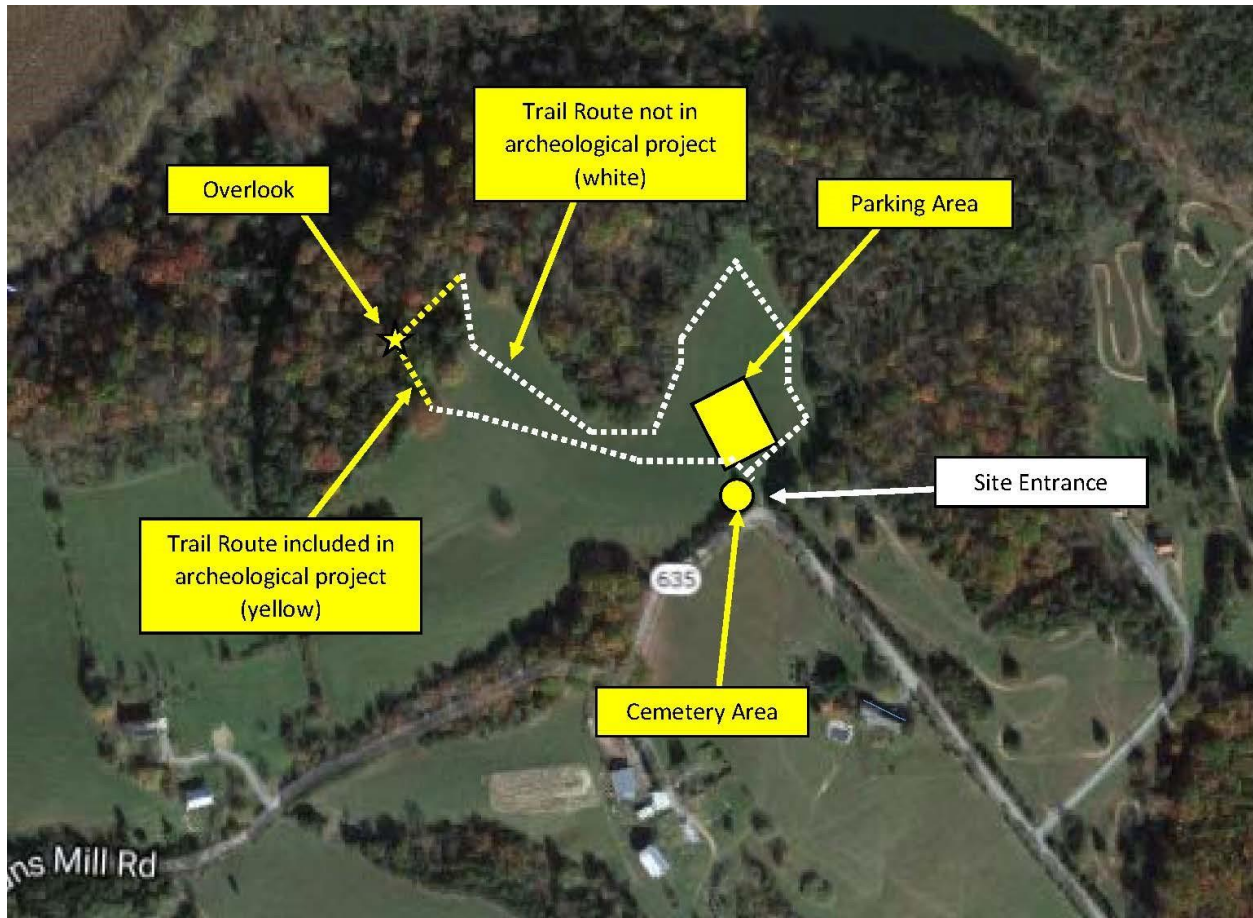 Trail Route not in
archeological project
(white)
Overlook
Parking Area
Site Entrance
Trail Route included in
archeological project
(yellow)
635
Cemetery Area
ns Mill Rd